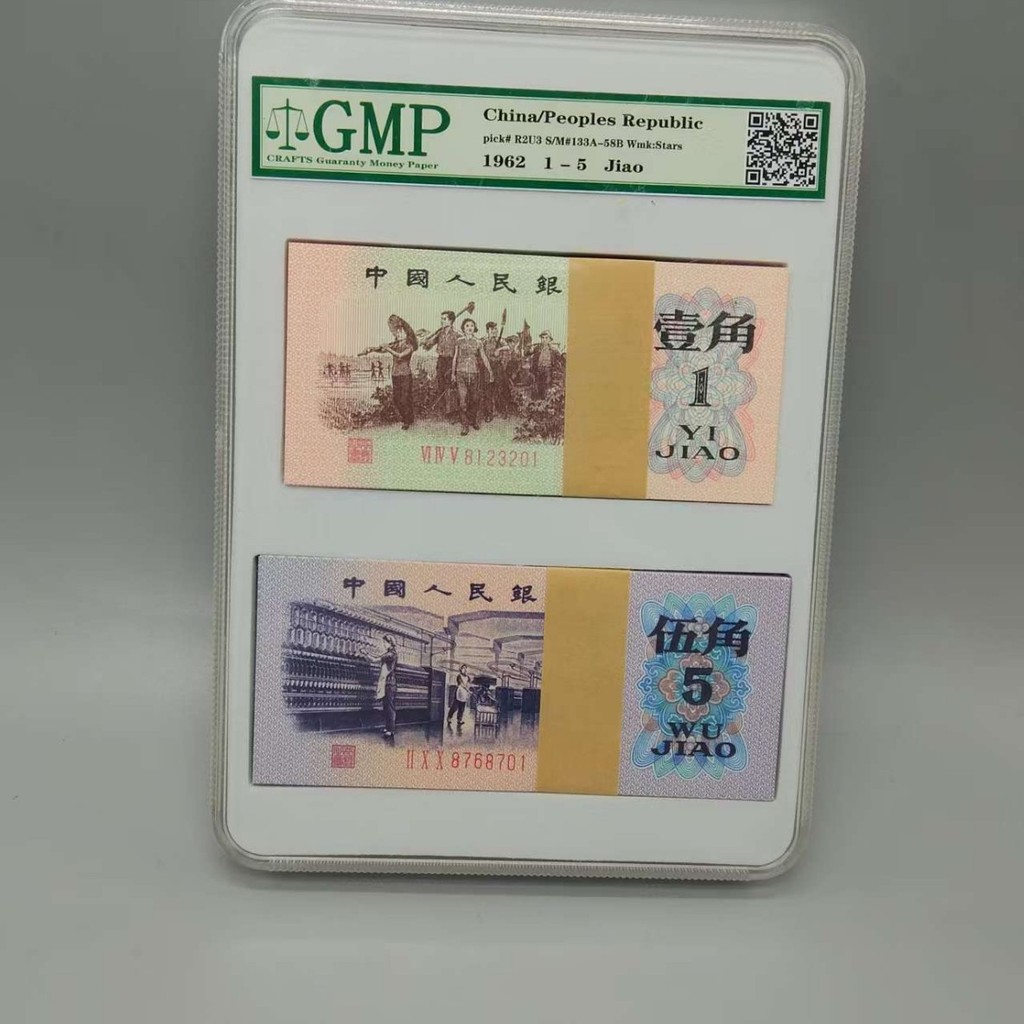 GMP
CRAFTS Guaranty Money Paper
China/Peoples Republic
pick# R2U3 S/M#133A-58B Wmk:Stars
1962 1 - 5 Jiao
中國人民銀
壹角
1
YI
JIAO
VI IV V 8123201
中國人民銀
伍角
5
WU
JIAO
II X X 8768701